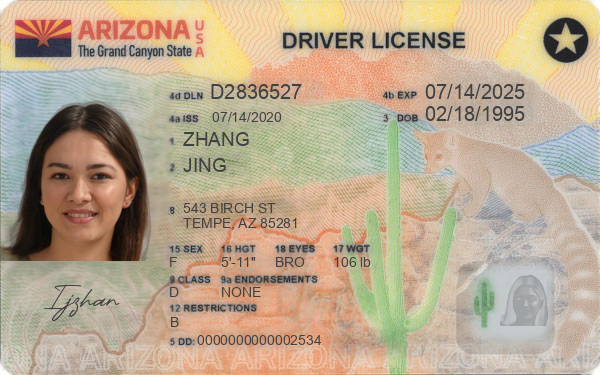 ARIZONA USA
The Grand Canyon State
DRIVER LICENSE
4d DLN D2836527 4b EXP 07/14/2025
4a ISS 07/14/2020 3 DOB 02/18/1995
1 ZHANG
2 JING
8 543 BIRCH ST
TEMPE, AZ 85281
15 SEX 16 HGT 18 EYES 17 WGT
F 5'-11" BRO 106 lb
9 CLASS 9a ENDORSEMENTS
D NONE
12 RESTRICTIONS
B
Ijzhan
5 DD: 0000000000002534
ARIZONA ARIZONA ARIZONA ARIZONA